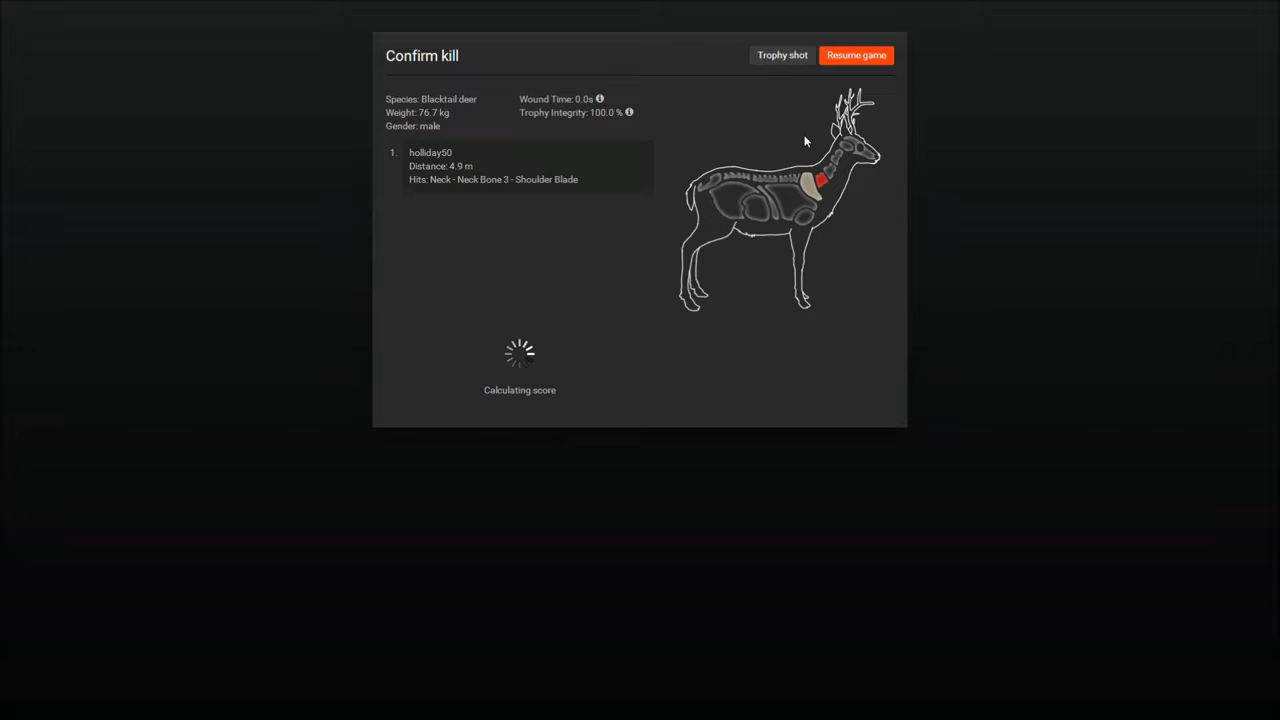 Confirm kill
Trophy shot
Resume game
Species: Blacktail deer
Weight: 76.7 kg
Gender: male
Wound Time: 0.0s
Trophy Integrity: 100.0 %
1.
holliday50
Distance: 4.9 m
Hits: Neck - Neck Bone 3 - Shoulder Blade
Calculating score